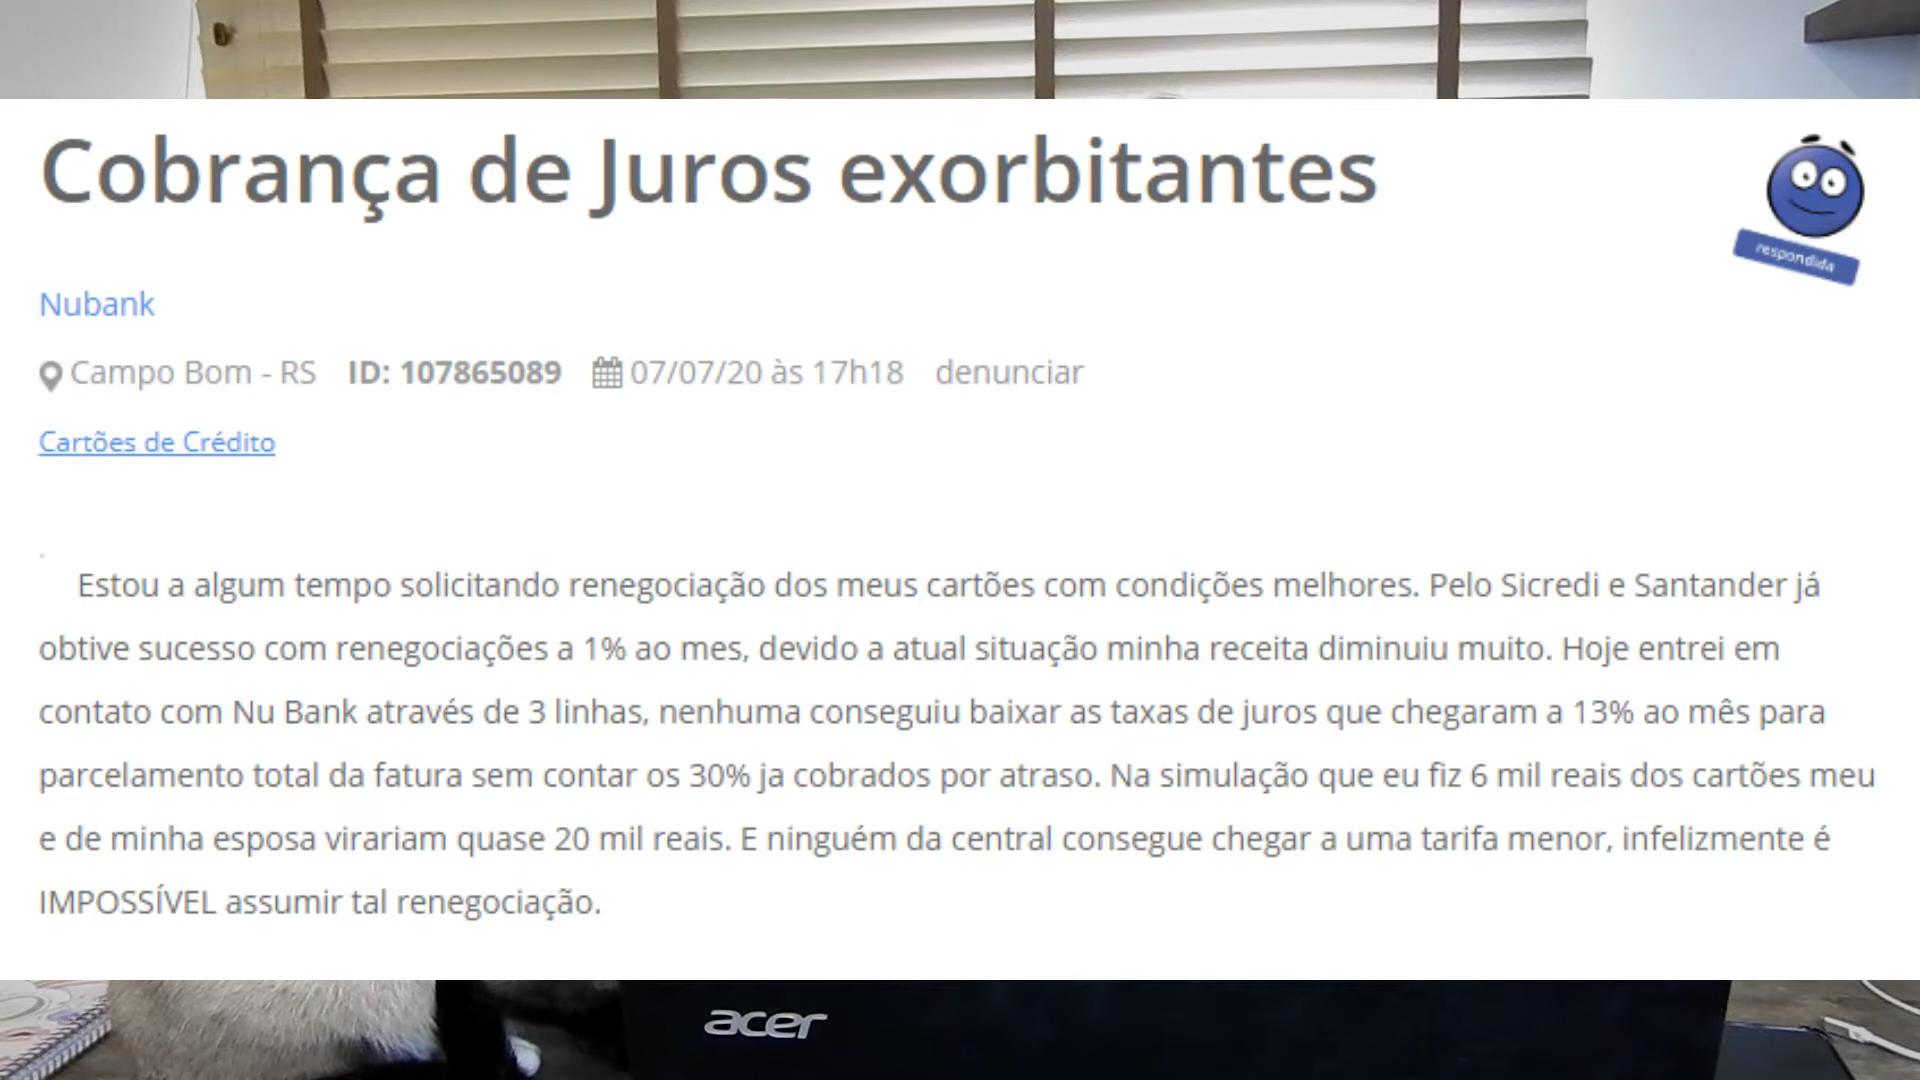 Cobrança de Juros exorbitantes
respondida
Nubank
Campo Bom - RS ID: 107865089 07/07/20 às 17h18 denunciar
Cartões de Crédito
Estou a algum tempo solicitando renegociação dos meus cartões com condições melhores. Pelo Sicredi e Santander já
obtive sucesso com renegociações a 1% ao mes, devido a atual situação minha receita diminuiu muito. Hoje entrei em
contato com Nu Bank através de 3 linhas, nenhuma conseguiu baixar as taxas de juros que chegaram a 13% ao mês para
parcelamento total da fatura sem contar os 30% ja cobrados por atraso. Na simulação que eu fiz 6 mil reais dos cartões meu
e de minha esposa virariam quase 20 mil reais. E ninguém da central consegue chegar a uma tarifa menor, infelizmente é
IMPOSSÍVEL assumir tal renegociação.
acer